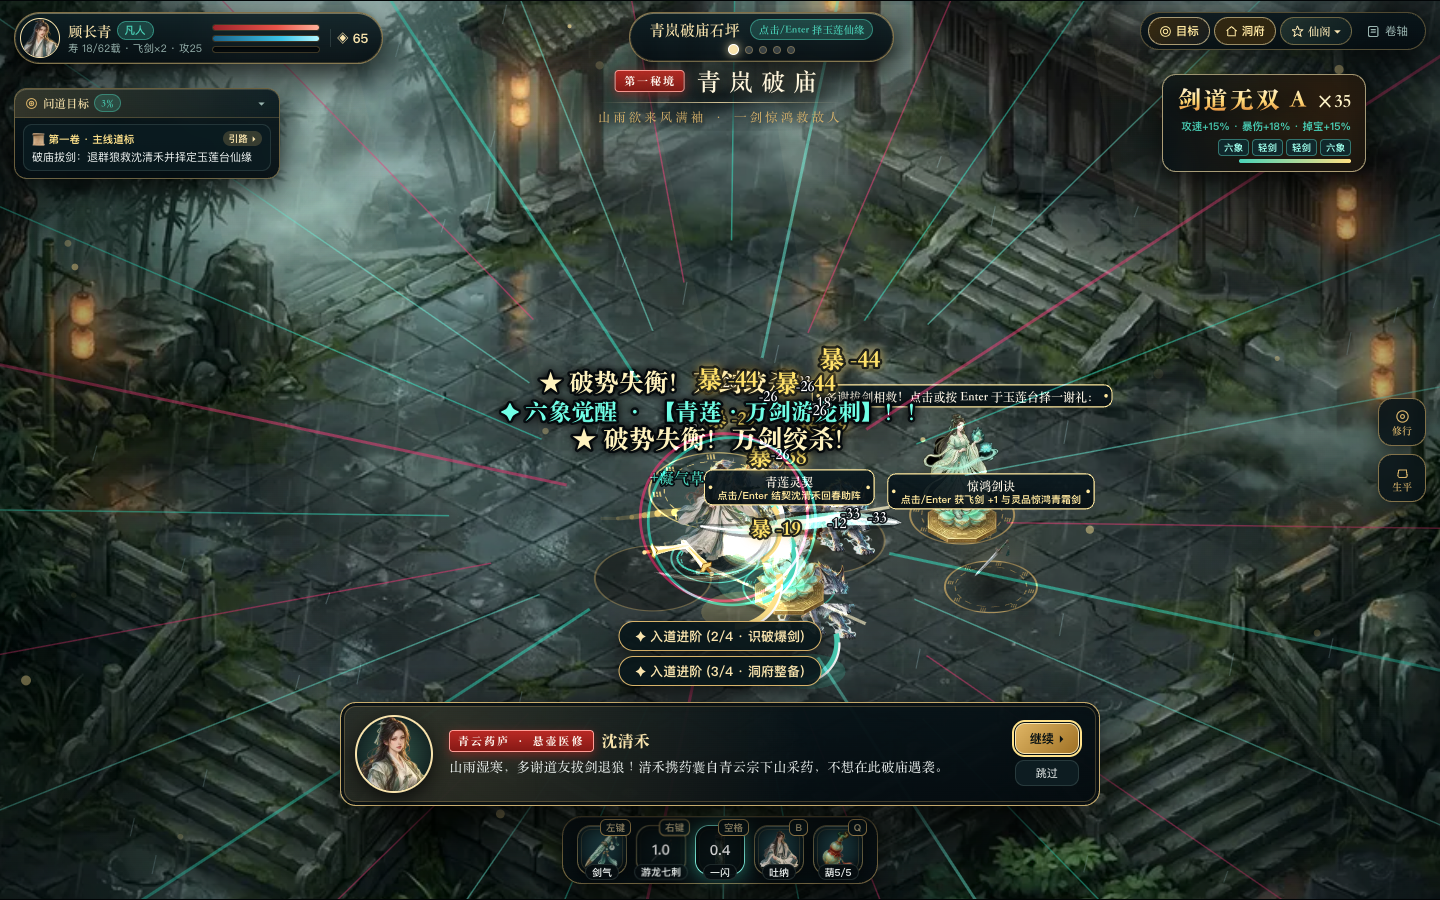 顾长青 凡人
寿 18/62载 · 飞剑×2 · 攻25
65
青岚破庙石坪 点击/Enter 择玉莲仙缘
目标 洞府 仙阁 卷轴
第一秘境 青岚破庙
山雨欲来风满袖 · 一剑惊鸿救故人
问道目标 3%
第一卷 · 主线道标 引路
破庙拔剑：退群狼救沈清禾并择定玉莲台仙缘
剑道无双 A ×35
攻速+15% · 暴伤+18% · 掉宝+15%
六象 轻剑 轻剑 六象
暴 -44
★ 破势失衡！
谢拔剑相救！点击或按 Enter 于玉莲台择一谢礼：
✦ 六象觉醒 · 【青莲·万剑游龙刺】！！
★ 破势失衡！万剑绞杀！
+凝气草
青莲灵契
点击/Enter 结契沈清禾回春助阵
惊鸿剑诀
点击/Enter 获飞剑 +1 与灵品惊鸿青霜剑
暴 -19
-12
-33
-33
修行
生平
✦ 入道进阶 (2/4 · 识破爆剑)
✦ 入道进阶 (3/4 · 洞府整备)
青云药庐 · 悬壶医修 沈清禾
山雨湿寒，多谢道友拔剑退狼！清禾携药囊自青云宗下山采药，不想在此破庙遇袭。
继续
跳过
左键 右键 空格 B Q
1.0 0.4
剑气 游龙七刺 一闪 吐纳 葫5/5